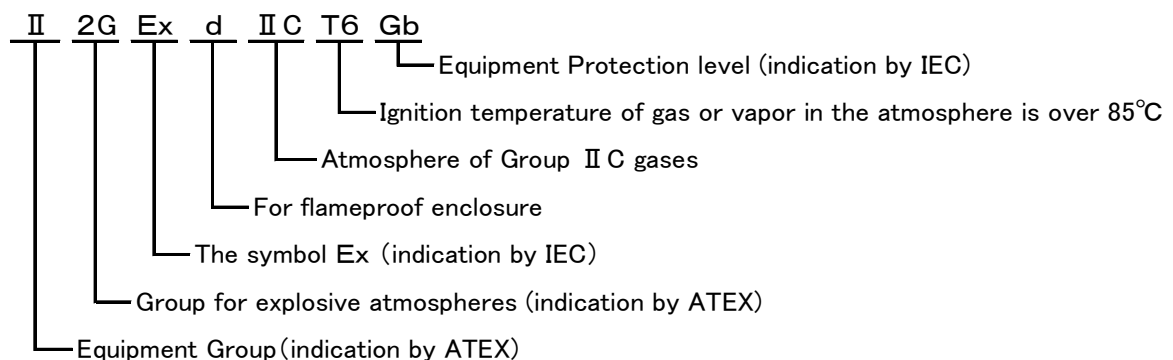 Ⅱ 2G Ex d ⅡC T6 Gb
Equipment Protection level (indication by IEC)
Ignition temperature of gas or vapor in the atmosphere is over 85℃
Atmosphere of Group ⅡC gases
For flameproof enclosure
The symbol Ex (indication by IEC)
Group for explosive atmospheres (indication by ATEX)
Equipment Group(indication by ATEX)